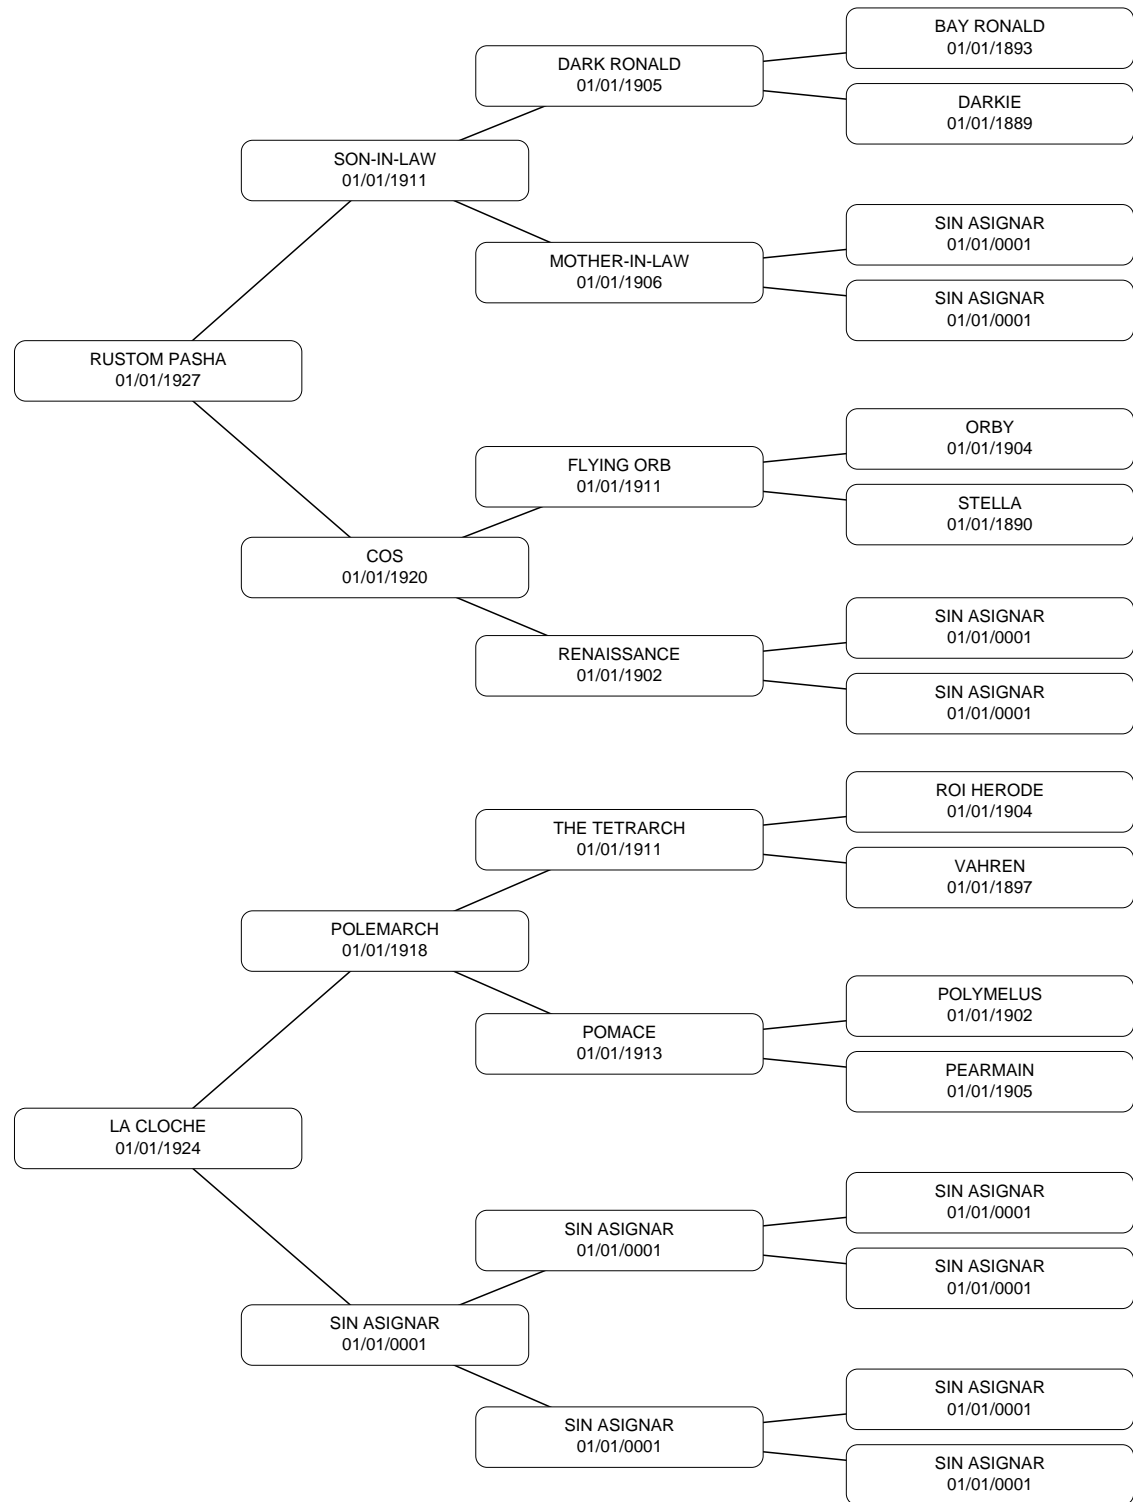 BAY RONALD
01/01/1893
DARK RONALD
01/01/1905
DARKIE
01/01/1889
SON-IN-LAW
01/01/1911
SIN ASIGNAR
01/01/0001
MOTHER-IN-LAW
01/01/1906
SIN ASIGNAR
01/01/0001
RUSTOM PASHA
01/01/1927
ORBY
01/01/1904
FLYING ORB
01/01/1911
STELLA
01/01/1890
COS
01/01/1920
SIN ASIGNAR
01/01/0001
RENAISSANCE
01/01/1902
SIN ASIGNAR
01/01/0001
ROI HERODE
01/01/1904
THE TETRARCH
01/01/1911
VAHREN
01/01/1897
POLEMARCH
01/01/1918
POLYMELUS
01/01/1902
POMACE
01/01/1913
PEARMAIN
01/01/1905
LA CLOCHE
01/01/1924
SIN ASIGNAR
01/01/0001
SIN ASIGNAR
01/01/0001
SIN ASIGNAR
01/01/0001
SIN ASIGNAR
01/01/0001
SIN ASIGNAR
01/01/0001
SIN ASIGNAR
01/01/0001
SIN ASIGNAR
01/01/0001